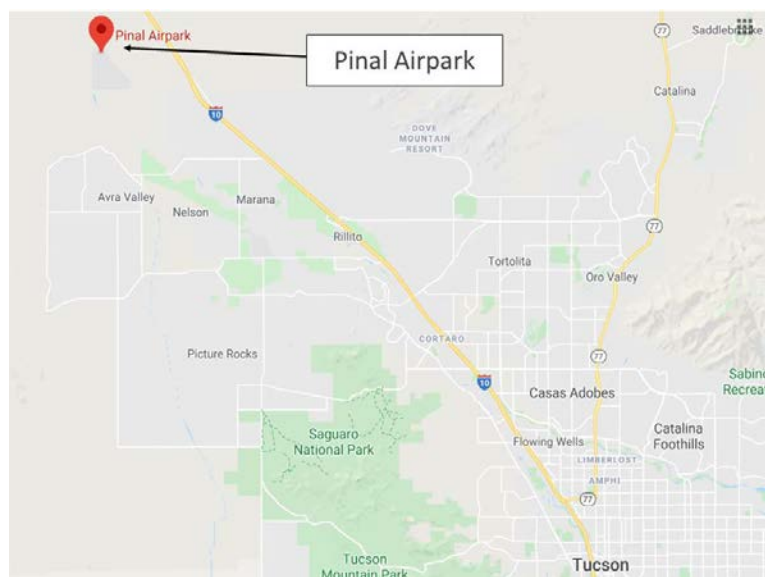 Pinal Airpark
Pinal Airpark
77
Saddlebrooke
Catalina
10
DOVE
MOUNTAIN
RESORT
Avra Valley
Marana
Nelson
77
Rillito
Tortolita
Oro Valley
CORTARO
77
Picture Rocks
10
Sabino
Recrea
Casas Adobes
Saguaro
National Park
Flowing Wells
Catalina
Foothills
LIMBERLOST
AMPHI
77
Tucson
Mountain Park
Tucson